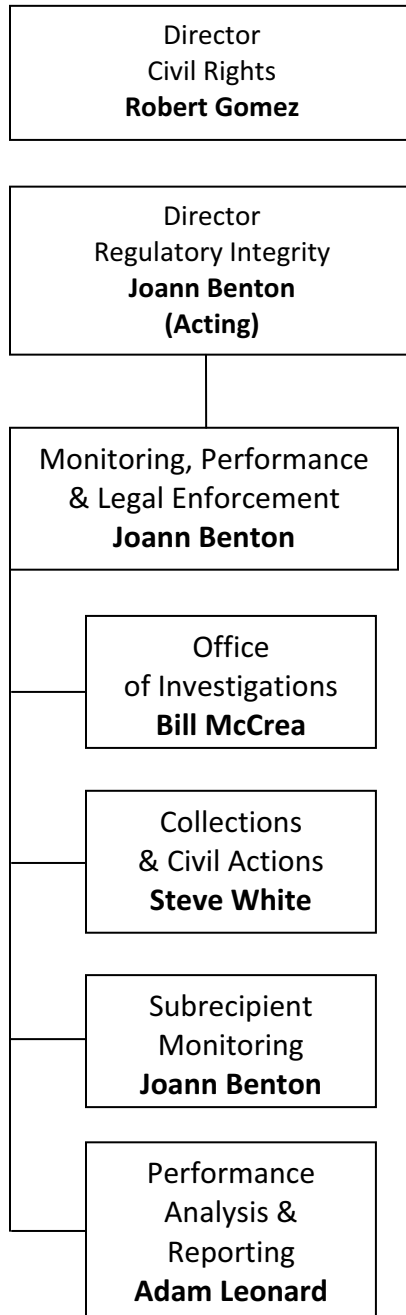 Director
Civil Rights
Robert Gomez
Director
Regulatory Integrity
Joann Benton
(Acting)
Monitoring, Performance
& Legal Enforcement
Joann Benton
Office
of Investigations
Bill McCrea
Collections
& Civil Actions
Steve White
Subrecipient
Monitoring
Joann Benton
Performance
Analysis &
Reporting
Adam Leonard